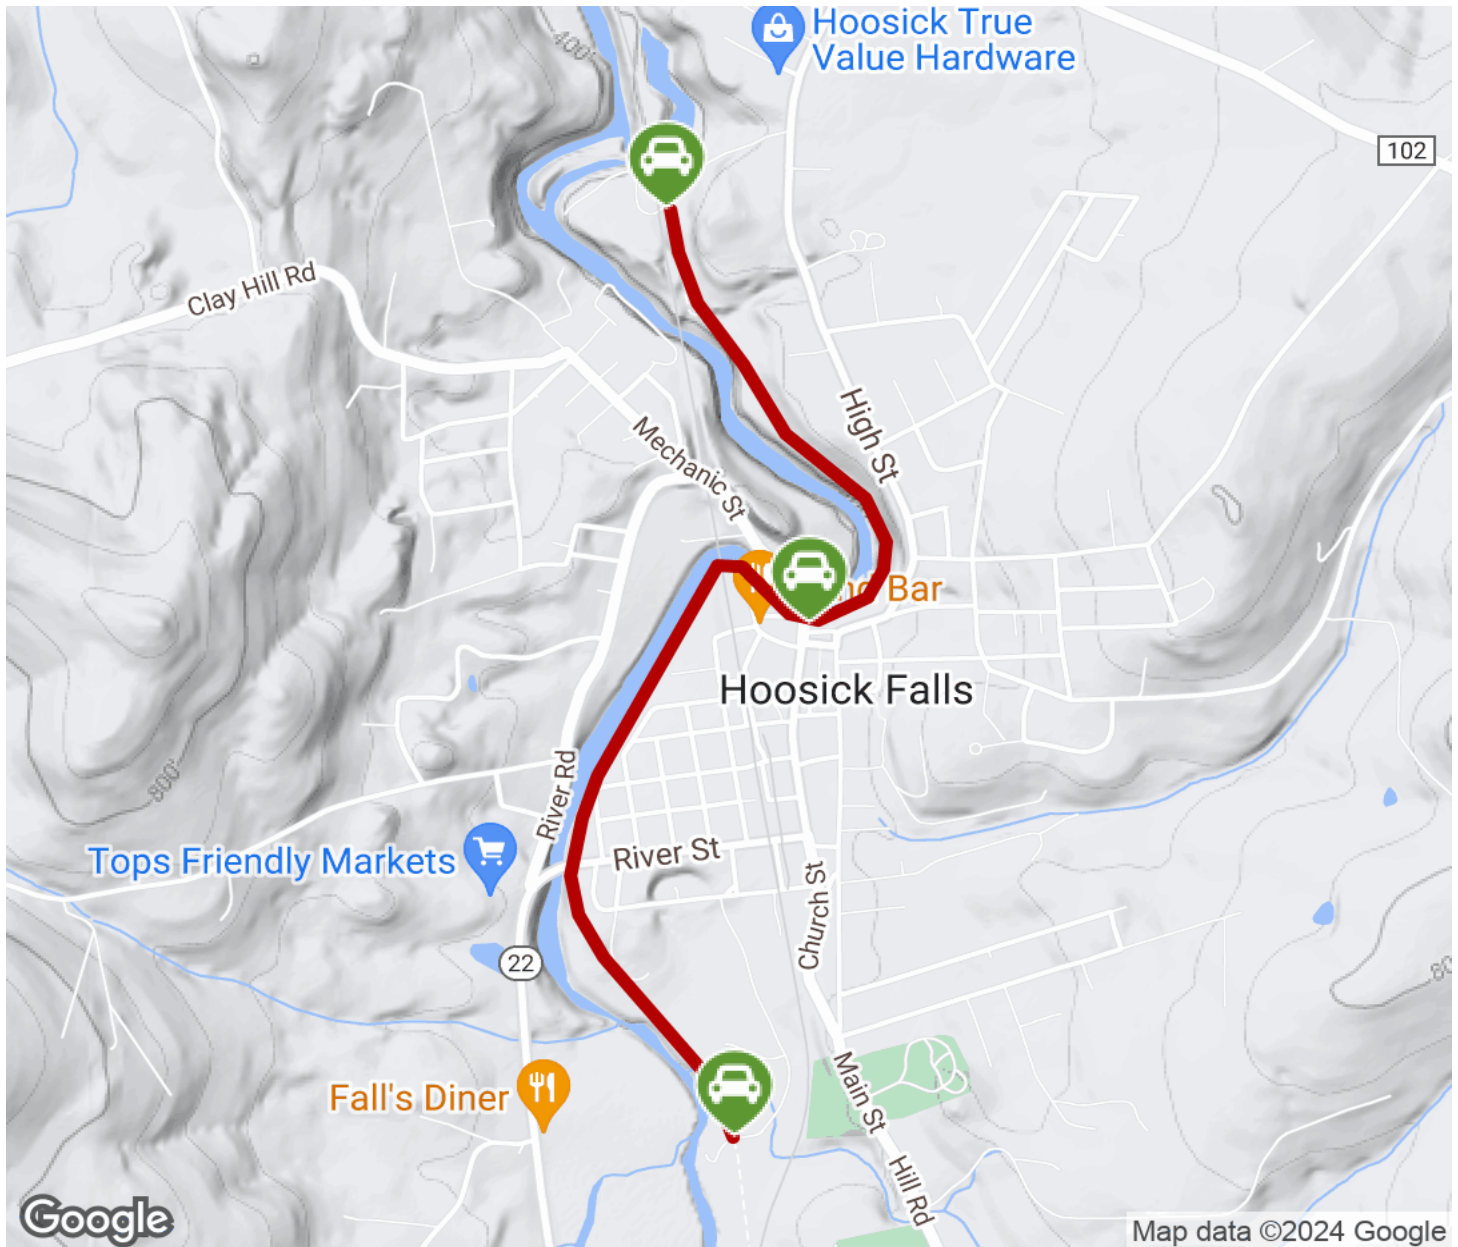 Hoosick True
Value Hardware
400'
102
Clay Hill Rd
High St
Mechanic St
Bar
Hoosick Falls
800'
River Rd
River St
Tops Friendly Markets
Church St
22
Fall's Diner
Main St
Hill Rd
Google
Map data ©2024 Google